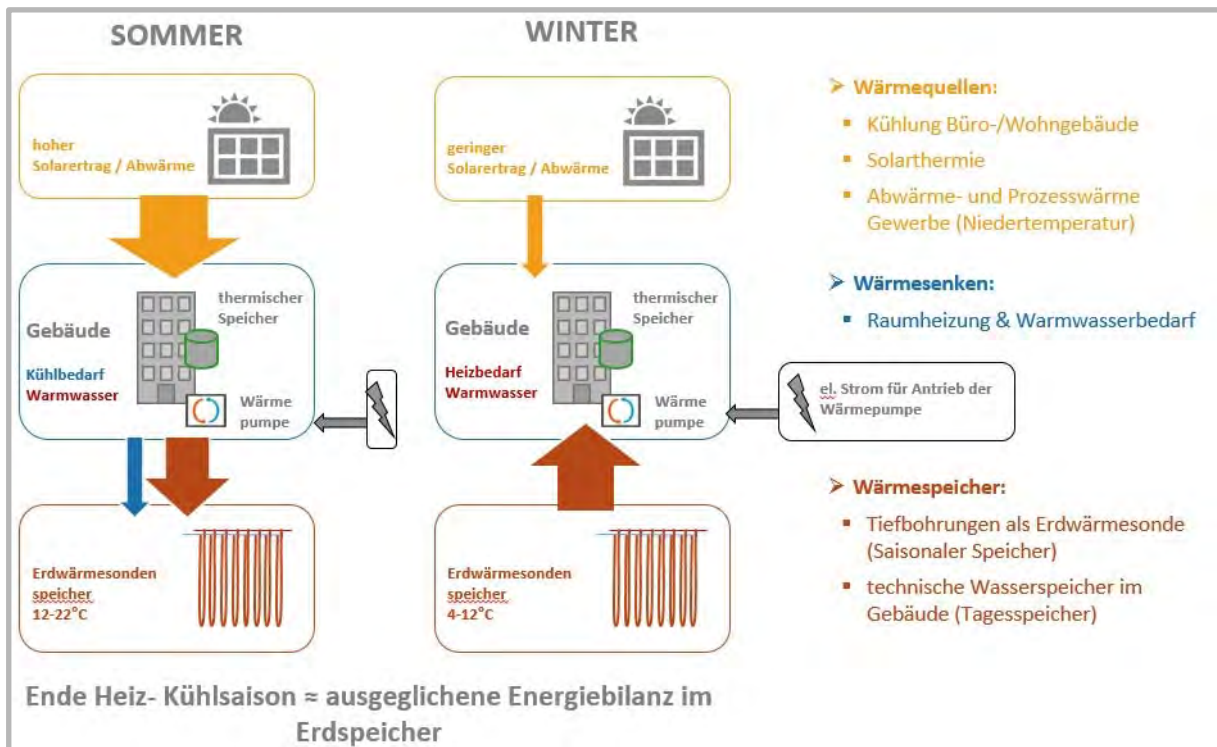 SOMMER
hoher
Solarertrag / Abwärme
Gebäude
thermischer
Speicher
Kühlbedarf
Warmwasser
Wärme
pumpe
Erdwärmesonden
speicher
12-22°C
WINTER
geringer
Solarertrag / Abwärme
Gebäude
thermischer
Speicher
Heizbedarf
Warmwasser
Wärme
pumpe
Erdwärmesonden
speicher
4-12°C
➢ Wärmequellen:
▪ Kühlung Büro-/Wohngebäude
▪ Solarthermie
▪ Abwärme- und Prozesswärme
Gewerbe (Niedertemperatur)
➢ Wärmesenken:
▪ Raumheizung & Warmwasserbedarf
el. Strom für Antrieb der
Wärmepumpe
➢ Wärmespeicher:
▪ Tiefbohrungen als Erdwärmesonde
(Saisonaler Speicher)
▪ technische Wasserspeicher im
Gebäude (Tagesspeicher)
Ende Heiz- Kühlsaison ≈ ausgeglichene Energiebilanz im
Erdspeicher